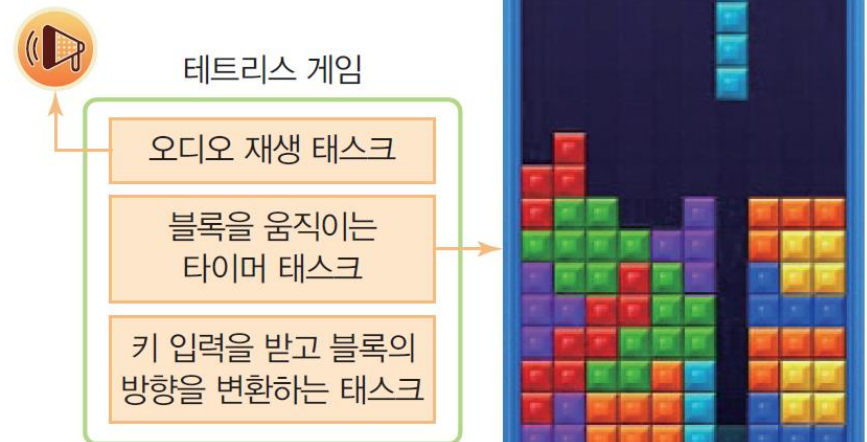 테트리스 게임
오디오 재생 태스크
블록을 움직이는
타이머 태스크
키 입력을 받고 블록의
방향을 변환하는 태스크